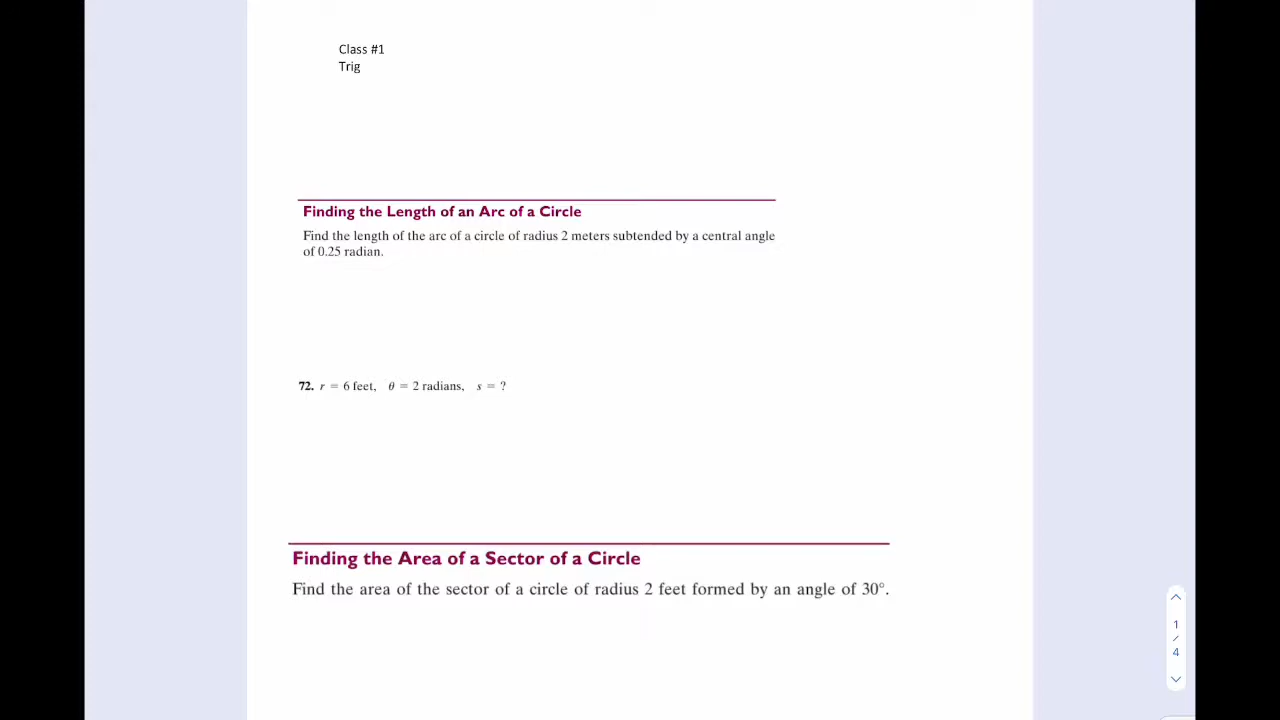 Class #1
Trig
Finding the Length of an Arc of a Circle
Find the length of the arc of a circle of radius 2 meters subtended by a central angle
of 0.25 radian.
72. r = 6 feet, θ = 2 radians, s = ?
Finding the Area of a Sector of a Circle
Find the area of the sector of a circle of radius 2 feet formed by an angle of 30°.
1
/
4